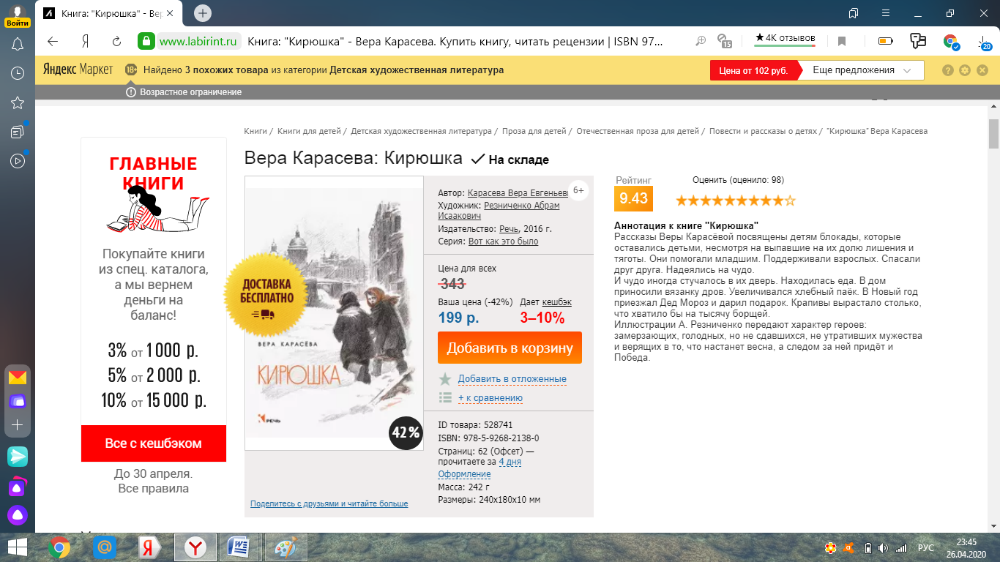 Войти
Книга: "Кирюшка" - Вер
www.labirint.ru
Книга: "Кирюшка" - Вера Карасева. Купить книгу, читать рецензии | ISBN 97...
15
★4K отзывов
20
Яндекс Маркет
18+
Найдено 3 похожих товара из категории Детская художественная литература
Цена от 102 руб.
Еще предложения
Возрастное ограничение
Книги / Книги для детей / Детская художественная литература / Проза для детей / Отечественная проза для детей / Повести и рассказы о детях / "Кирюшка" Вера Карасева
ГЛАВНЫЕ
КНИГИ
Покупайте книги
из спец. каталога,
а мы вернем
деньги на
баланс!
3% от 1 000 р.
5% от 2 000 р.
10% от 15 000 р.
Все с кешбэком
До 30 апреля.
Все правила
Вера Карасева: Кирюшка
На складе
ДОСТАВКА
БЕСПЛАТНО
ВЕРА КАРАСЁВА
КИРЮШКА
РЕЧЬ
42%
Поделитесь с друзьями и читайте больше
6+
Автор: Карасева Вера Евгеньев
Художник: Резниченко Абрам
Исаакович
Издательство: Речь, 2016 г.
Серия: Вот как это было
Цена для всех
343
Ваша цена (-42%) Дает кешбэк
199 р. 3–10%
Добавить в корзину
Добавить в отложенные
+ к сравнению
ID товара: 528741
ISBN: 978-5-9268-2138-0
Страниц: 62 (Офсет) —
прочитаете за 4 дня
Оформление
Масса: 242 г
Размеры: 240x180x10 мм
Рейтинг
9.43
Оценить (оценило: 98)
Аннотация к книге "Кирюшка"
Рассказы Веры Карасёвой посвящены детям блокады, которые
оставались детьми, несмотря на выпавшие на их долю лишения и
тяготы. Они помогали младшим. Поддерживали взрослых. Спасали
друг друга. Надеялись на чудо.
И чудо иногда стучалось в их дверь. Находилась еда. В дом
приносили вязанку дров. Увеличивался хлебный паёк. В Новый год
приезжал Дед Мороз и дарил подарок. Крапивы вырастало столько,
что хватило бы на тысячу борщей.
Иллюстрации А. Резниченко передают характер героев:
замерзающих, голодных, но не сдавшихся, не утративших мужества
и верящих в то, что настанет весна, а следом за ней придёт и
Победа.
РУС
23:45
26.04.2020